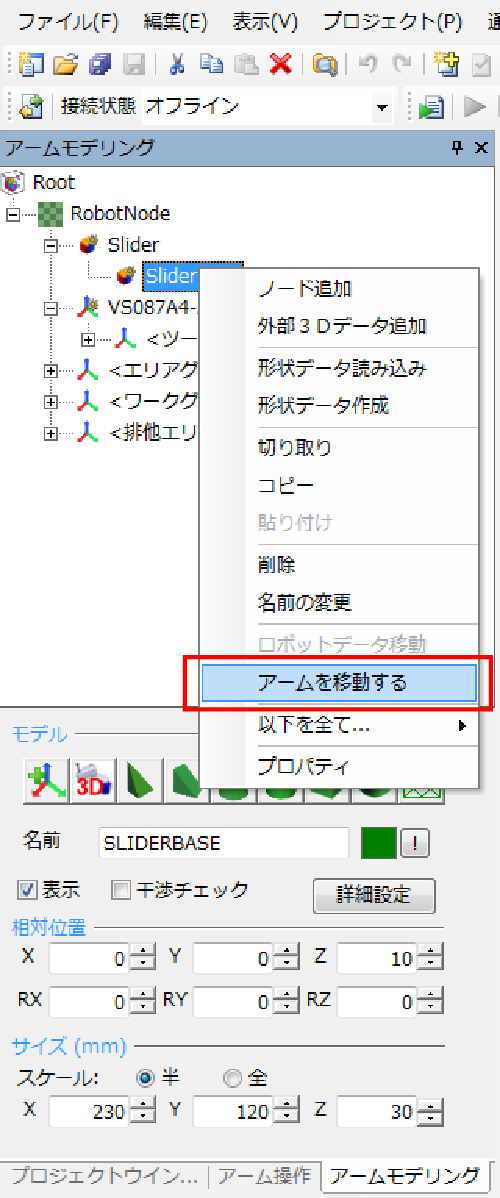 ファイル(F) 編集(E) 表示(V) プロジェクト(P) 通
接続状態 オフライン
アームモデリング
Root
RobotNode
Slider
Slider
VS087A4-
<ツー
<エリアグ
<ワークグ
<排他エリ
ノード追加
外部３Ｄデータ追加
形状データ読み込み
形状データ作成
切り取り
コピー
貼り付け
削除
名前の変更
ロボットデータ移動
アームを移動する
以下を全て...
プロパティ
モデル
3D
名前 SLIDERBASE !
表示 干渉チェック 詳細設定
相対位置
X 0 Y 0 Z 10
RX 0 RY 0 RZ 0
サイズ (mm)
スケール: 半 全
X 230 Y 120 Z 30
プロジェクトウイン... アーム操作 アームモデリング